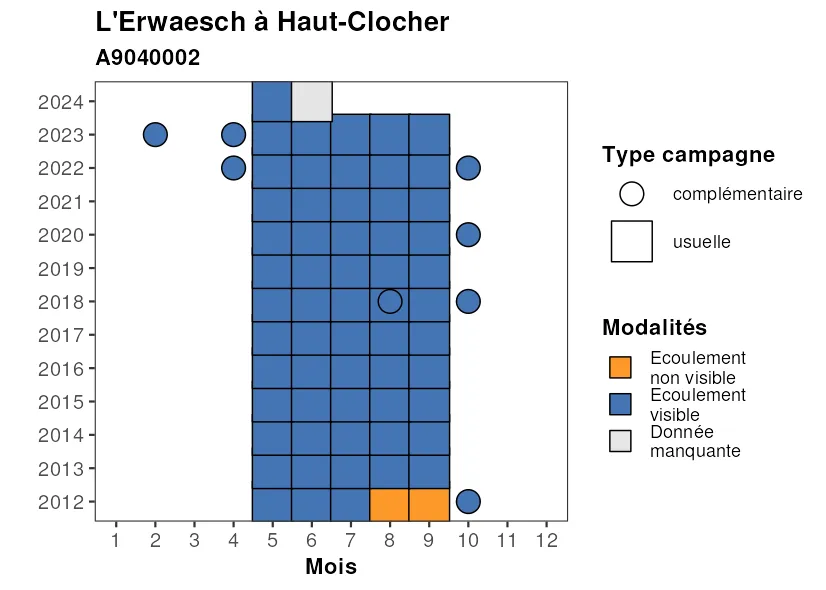 L'Erwaesch à Haut-Clocher
A9040002
2024
2023
2022
2021
2020
2019
2018
2017
2016
2015
2014
2013
2012
1 2 3 4 5 6 7 8 9 10 11 12
Mois
Type campagne
complémentaire
usuelle
Modalités
Ecoulement
non visible
Ecoulement
visible
Donnée
manquante